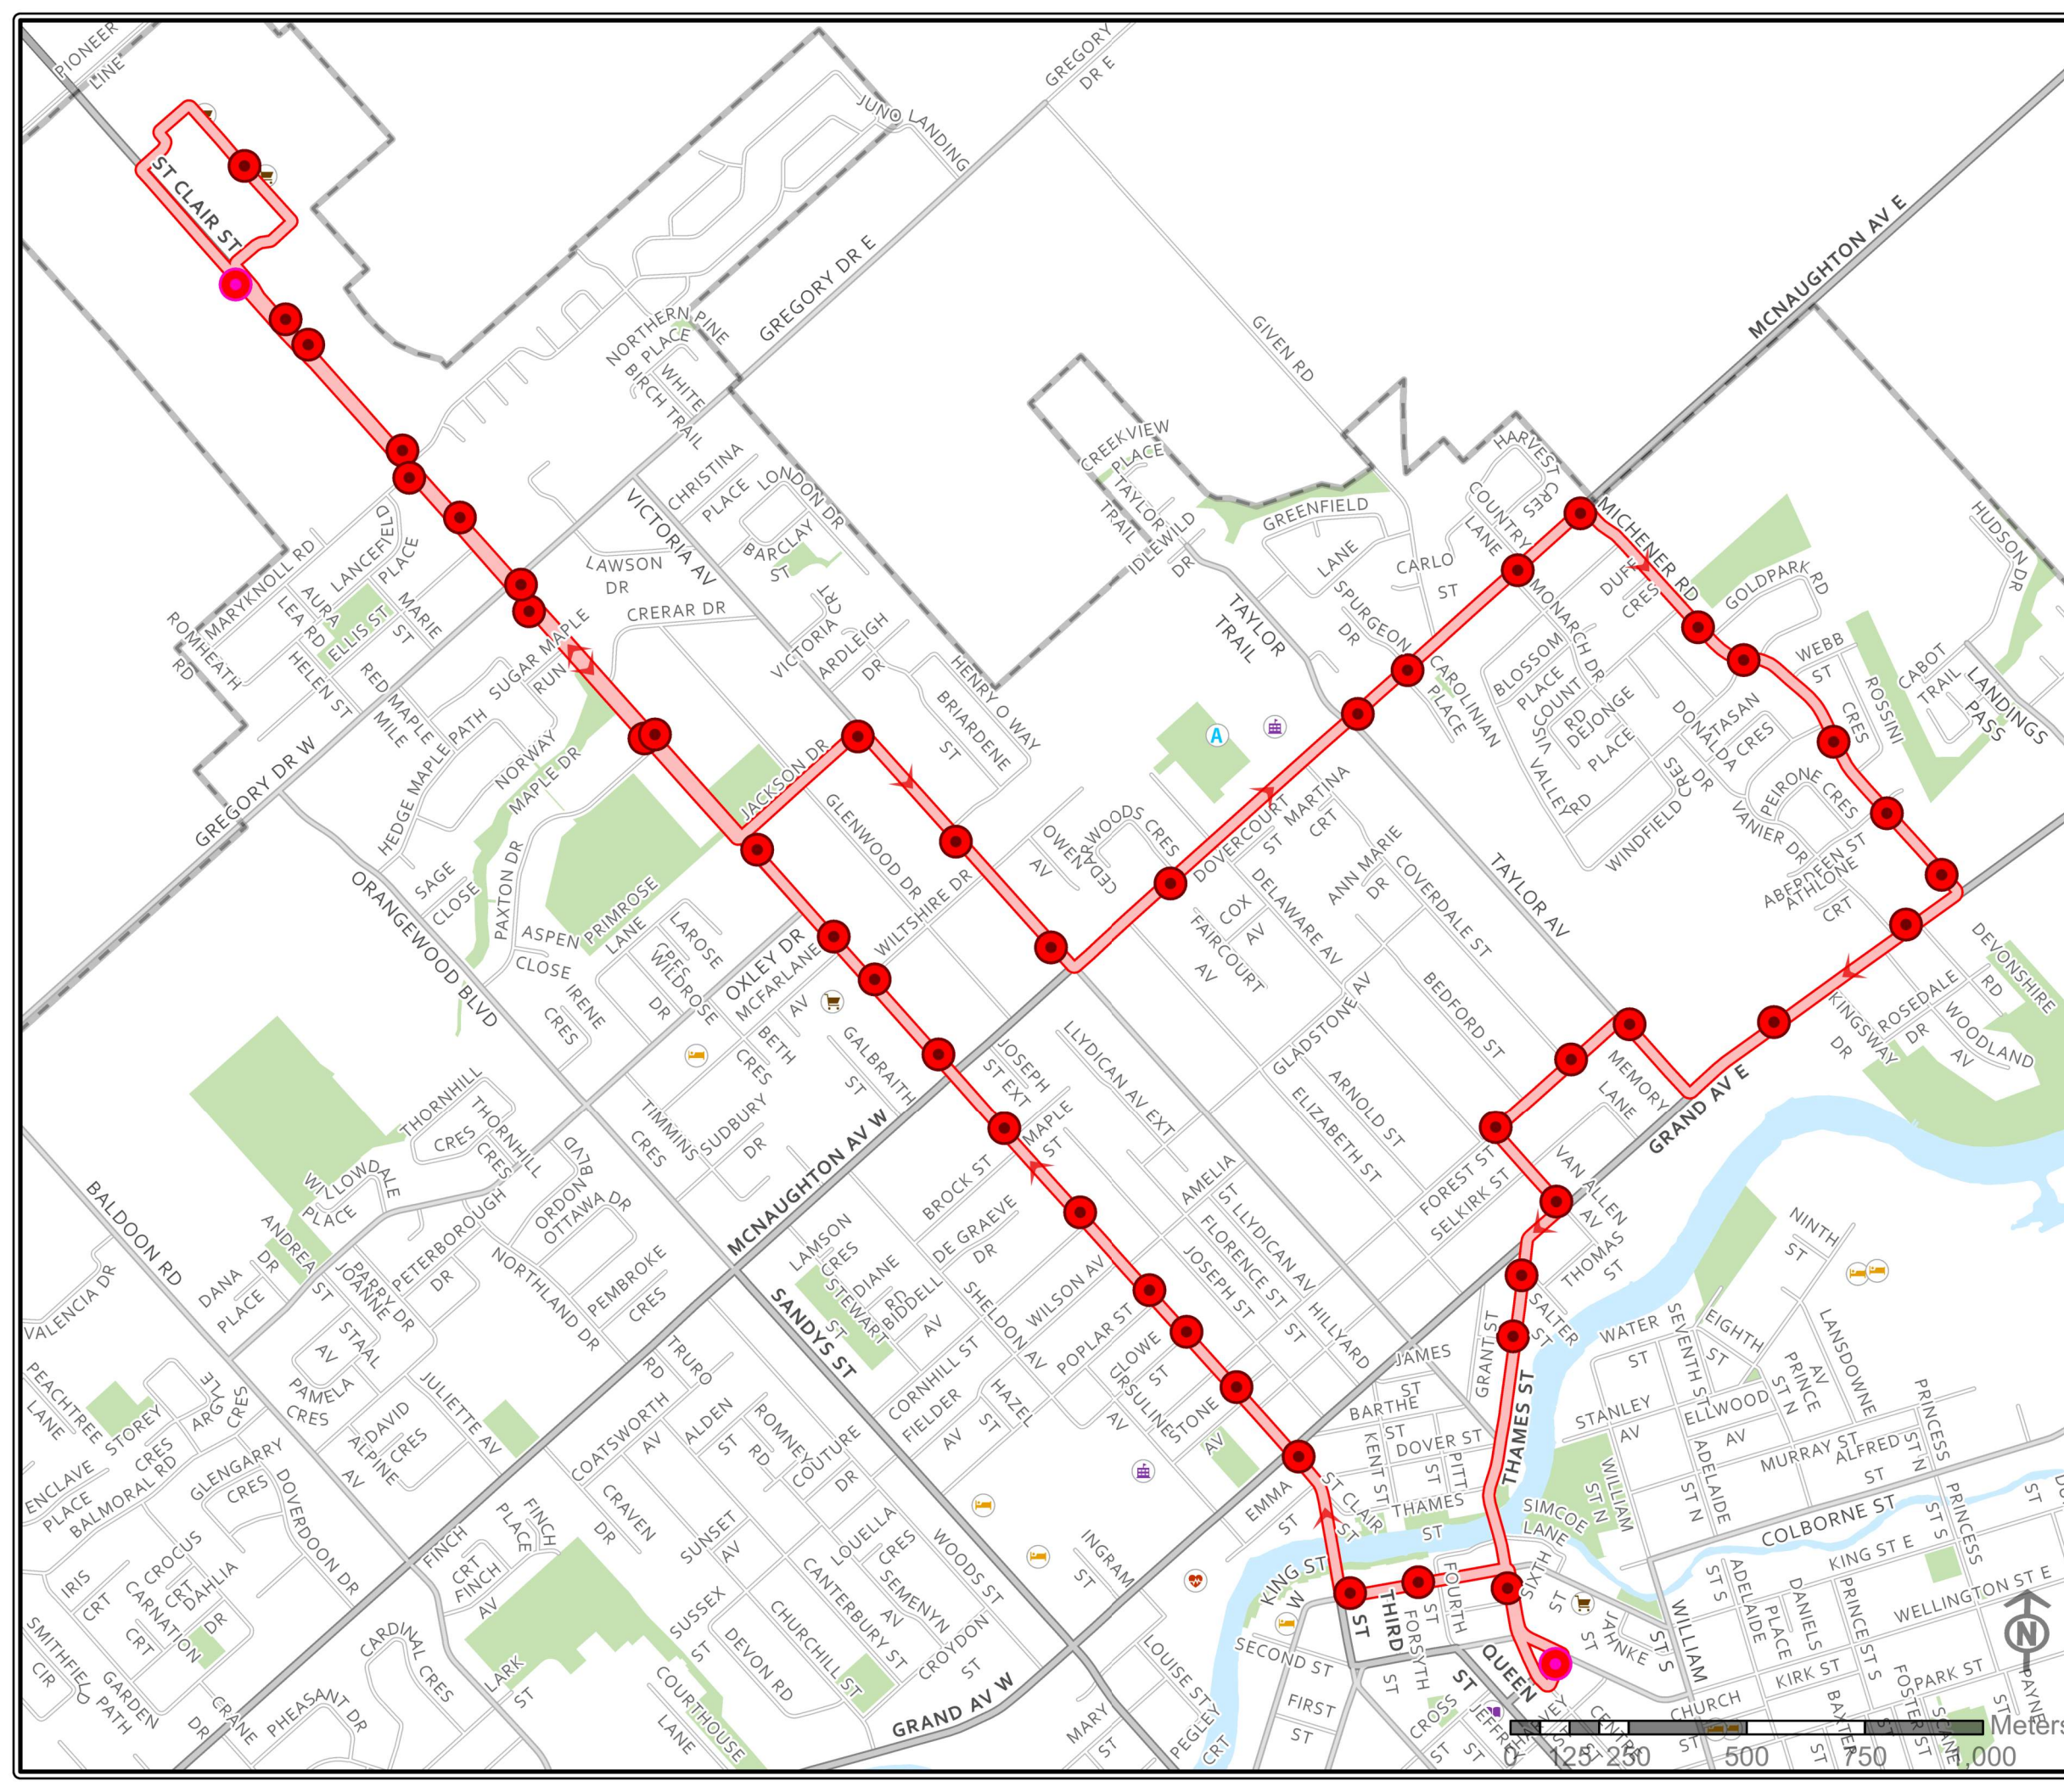 PIONEER
LINE
GREGORY
DR E
JUNO LANDING
ST CLAIR ST
GREGORY DR E
MCNAUGHTON AV E
GIVEN RD
NORTHERN PINE
PLACE
WHITE
BIRCH TRAIL
CHRISTINA
PLACE
LONDON DR
VICTORIA AV
BARCLAY
ST
LAWSON
DR
CRERAR DR
VICTORIA
CRT
ARDLEIGH
DR
HENRY O WAY
BRIARDENE
ST
CREEKVIEW
PLACE
TAYLOR
TRAIL
IDLEWILD
DR
TAYLOR
TRAIL
GREENFIELD
LANE
HARVEST
CRES
COUNTRY
LANE
CARLO
ST
SPURGEON
DR
CAROLINIAN
PLACE
MICHENER RD
DUFF
CRES
MONARCH DR
GOLDPARK RD
BLOSSOM
PLACE
COUNT
RD
DEJONGE
PLACE
VISTA
VALLEY
RD
WINDFIELD
CRES
DONALDA
DR
TASAN
CRES
WEBB
ST
CRES
ROSSINI
CABOT
TRAIL
LANDINGS
PASS
HUDSON DR
PEIRONE
CRES
VANIER DR
ABERDEEN ST
ATHLONE
CRT
DEVONSHIRE
RD
ROSEDALE
DR
KINGSWAY
DR
WOODLAND
AV
MARYKNOLL RD
LANCEFIELD
PLACE
AURA
LEA RD
ELLIS ST
MARIE
ST
ROMHEATH
RD
HELEN ST
RED MAPLE
MILE
SUGAR MAPLE
RUN
HEDGE MAPLE PATH
NORWAY
MAPLE DR
GREGORY DR W
SAGE
CLOSE
PAXTON DR
ORANGEWOOD BLVD
ASPEN
CLOSE
PRIMROSE
LANE
LAROSE
CRES
WILDROSE
DR
IRENE
CRES
JACKSON DR
GLENWOOD DR
WILTSHIRE DR
OXLEY DR
MCFARLANE
AV
BETH
CRES
GALBRAITH
ST
OWEN
AV
CEDARWOODS CRES
DOVERCOURT
ST
MARTINA
CRT
COX
AV
FAIRCOURT
AV
DELAWARE AV
ANN MARIE
DR
COVERDALE ST
TAYLOR AV
BEDFORD ST
GLADSTONE AV
ARNOLD ST
ELIZABETH ST
MEMORY
LANE
GRAND AV E
FOREST ST
SELKIRK ST
VAN ALLEN
AV
THOMAS
ST
SALTER
ST
LLYDICAN AV EXT
JOSEPH
ST EXT
MAPLE
ST
AMELIA
ST
LLYDICAN AV
FLORENCE ST
JOSEPH ST
HILLYARD
ST
BROCK ST
DE GRAEVE
DR
WILSON AV
SHELDON AV
POPLAR ST
CLOWE
ST
URSULINE
AV
STONE
AV
THORNHILL
CRES
THORNHILL
CRES
WILLOWDALE
PLACE
ANDREA
ST
DANA
PLACE
DR
JOANNE
PARRY DR
PETERBOROUGH
DR
ORDON
BLVD
OTTAWA DR
NORTHLAND DR
PEMBROKE
CRES
TIMMINS
CRES
SUDBURY
DR
MCNAUGHTON AV W
SANDYS ST
LAMSON
CRES
DIANE
RD
STEWART
ST
BIDDELL
AV
CORNHILL ST
FIELDER
AV
HAZEL
ST
BALDOON RD
VALENCIA DR
PEACHTREE
LANE
STOREY
CRES
ARGYLE
CRES
ENCLAVE
PLACE
BALMORAL RD
GLENGARRY
CRES
PAMELA
CRES
STAAL
AV
DAVID
CRES
ALPINE
AV
JULIETTE AV
DOVERDOON DR
TRURO
RD
COATSWORTH
AV
ALDEN
ST
ROMNEY
RD
COUTURE
DR
CRAVEN
DR
SUNSET
AV
FINCH
PLACE
FINCH
FINCH
CRT
FINCH
AV
CROCUS
CRT
CARNATION
CRT
DAHLIA
DR
IRIS
CRT
SMITHFIELD
CIR
GARDEN
PATH
CRANE
DR
PHEASANT DR
CARDINAL CRES
LARK
ST
SUSSEX
ST
DEVON RD
CHURCHILL ST
CANTERBURY ST
LOUELLA
CRES
SEMENYN
AV
CROYDON
ST
WOODS ST
COURTHOUSE
LANE
GRAND AV W
INGRAM
ST
LOUISE ST
MARY
ST
PEGLEY
CRT
EMMA
ST
ST CLAIR
ST
JAMES
ST
BARTHE
ST
DOVER ST
KENT ST
PITT
ST
GRANT ST
THAMES
ST
THAMES ST
SIMCOE
LANE
KING ST
W
SECOND ST
FIRST
ST
ST
THIRD
FORSYTH
ST
FOURTH
ST
SIXTH
ST
CROSS
ST
QUEEN
ST
CHURCH
ST
JAHNKE
ST
WILLIAM
ST S
NINTH
ST
WATER
ST
SEVENTH ST
EIGHTH
ST
STANLEY
AV
ELLWOOD
AV
PRINCE
ST N
LANSDOWNE
AV
MURRAY ST
ALFRED
ST
PRINCESS
ST N
ADELAIDE
ST N
WILLIAM
ST N
COLBORNE ST
KING ST E
WELLINGTON ST E
PRINCESS
ST S
ADELAIDE
ST S
DANIELS
PLACE
PRINCE ST S
KIRK ST
PARK ST
BAXTER
ST
FOSTER ST
PAYNE
ST
N
Meters
0 125 250 500 750 1,000